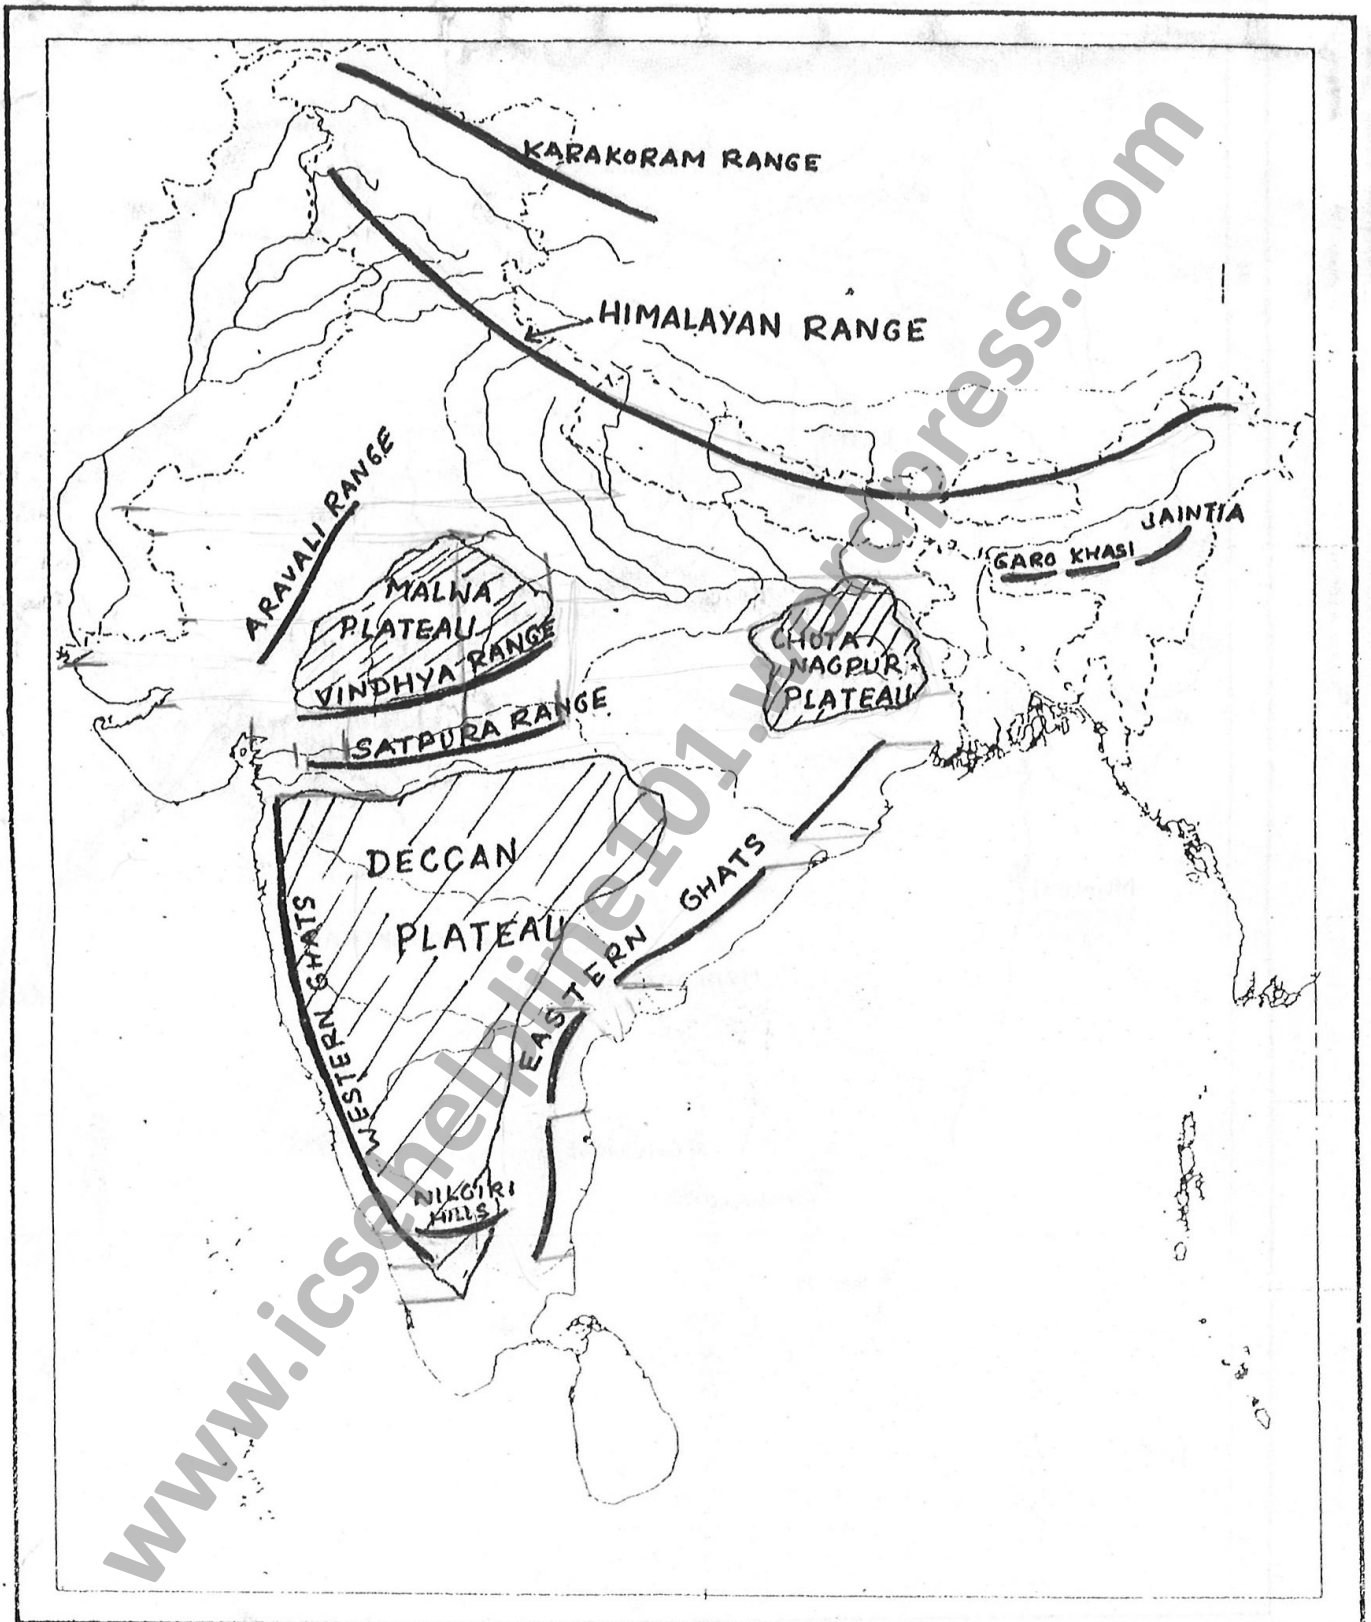 KARAKORAM RANGE
HIMALAYAN RANGE
ARAVALI RANGE
JAINTIA
GARO KHASI
MALWA
PLATEAU
VINDHYA RANGE
SATPURA RANGE
CHOTA
NAGPUR
PLATEAU
DECCAN
PLATEAU
WESTERN GHATS
EASTERN GHATS
NILGIRI
HILLS
www.icsehelpline101.wordpress.com